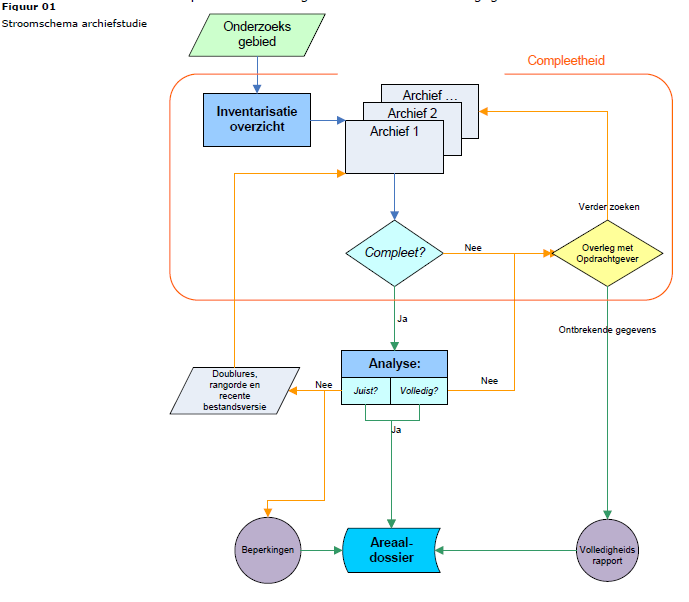 Figuur 01
Stroomschema archiefstudie
Onderzoeks
gebied
Compleetheid
Inventarisatie
overzicht
Archief ...
Archief 2
Archief 1
Verder zoeken
Compleet?
Nee
Overleg met
Opdrachtgever
Ja
Ontbrekende gegevens
Analyse:
Juist?
Volledig?
Nee
Nee
Doublures,
rangorde en
recente
bestandsversie
Ja
Beperkingen
Areaal-
dossier
Volledigheids
rapport